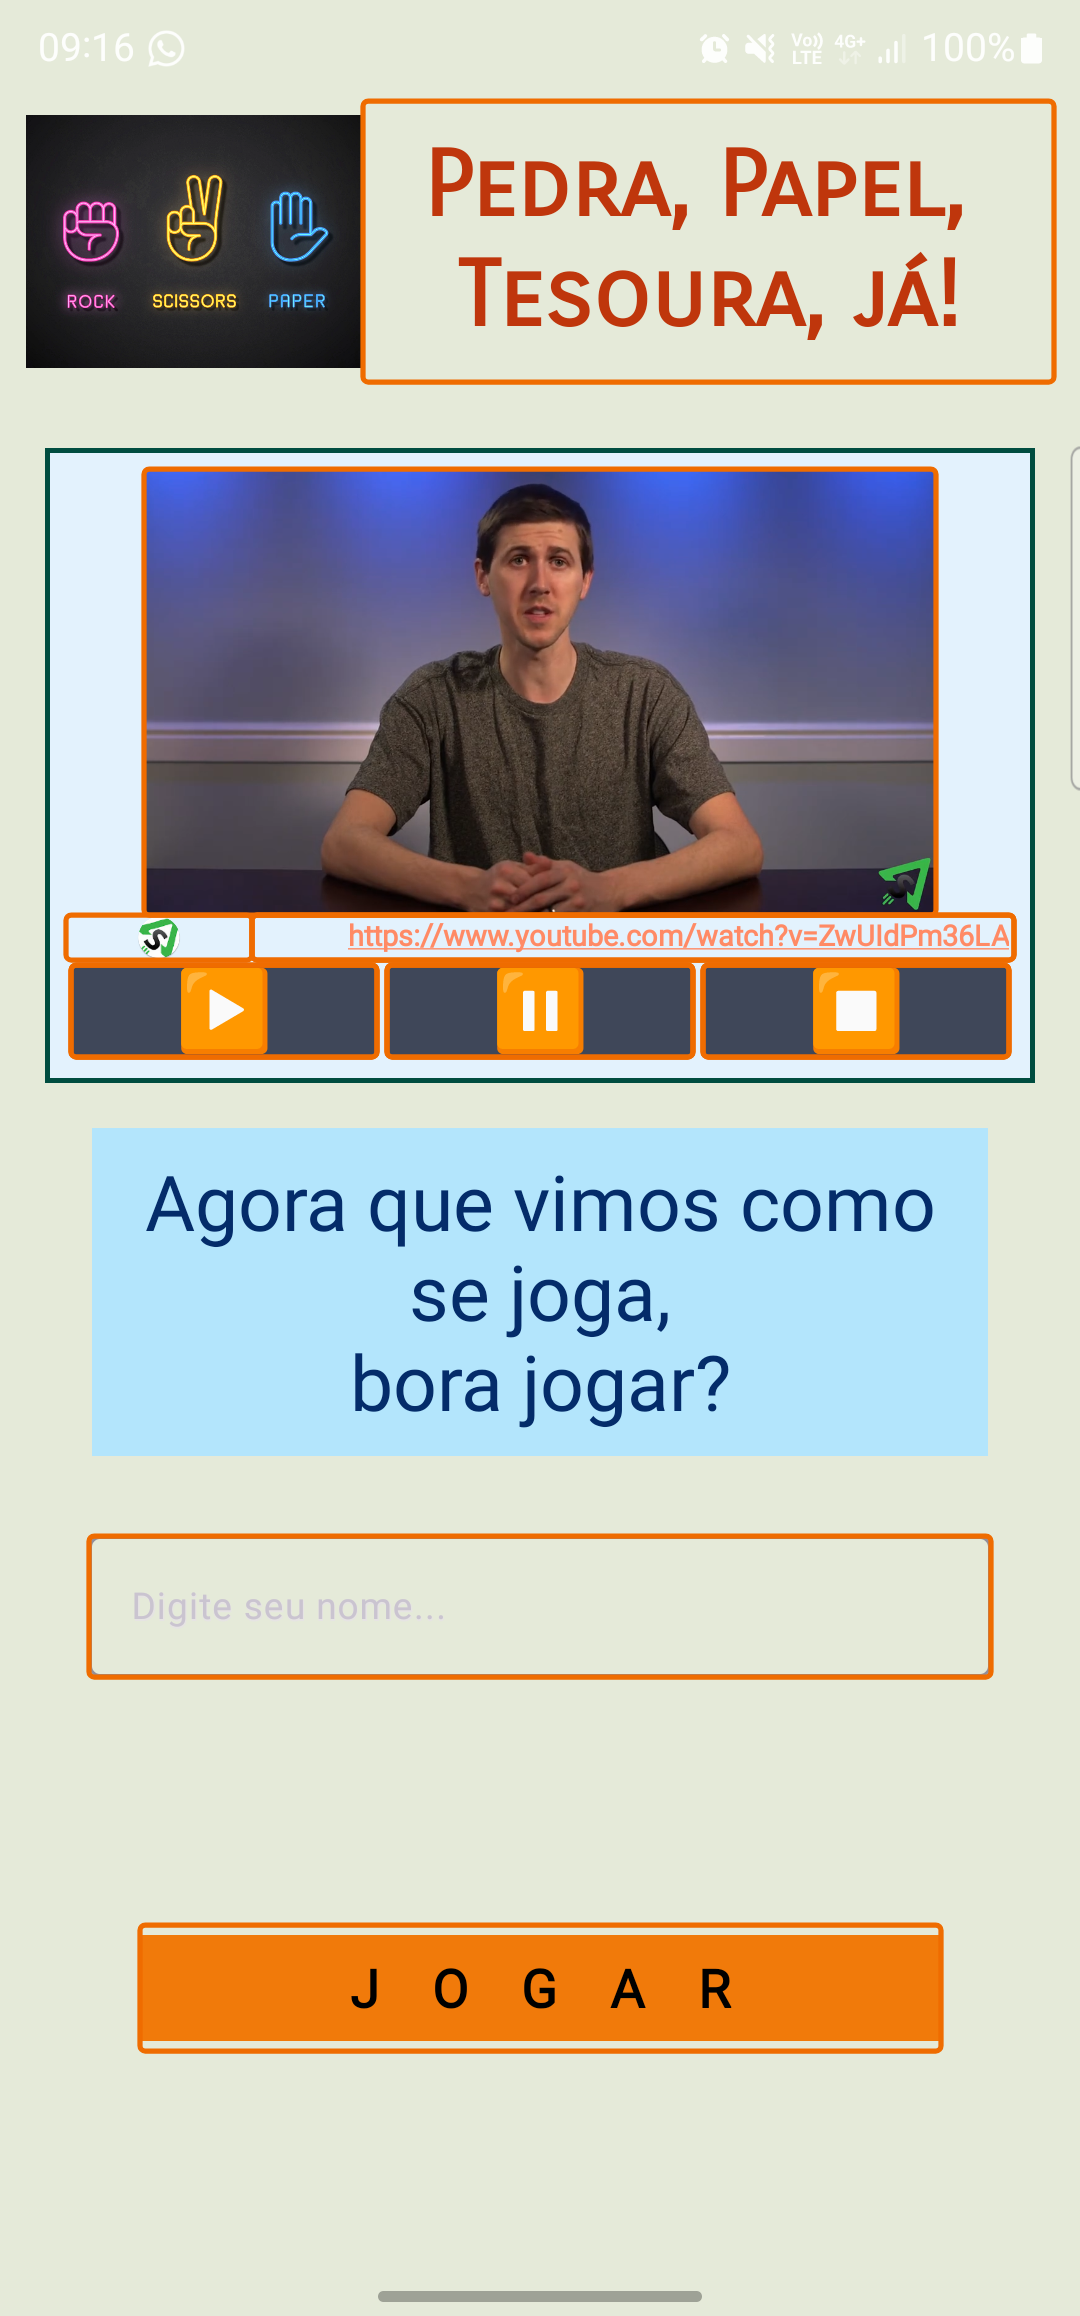 09:16
Vo)) LTE 4G+ 100%
ROCK SCISSORS PAPER
Pedra, Papel,
Tesoura, já!
https://www.youtube.com/watch?v=ZwUIdPm36LA
Agora que vimos como
se joga,
bora jogar?
Digite seu nome...
J O G A R